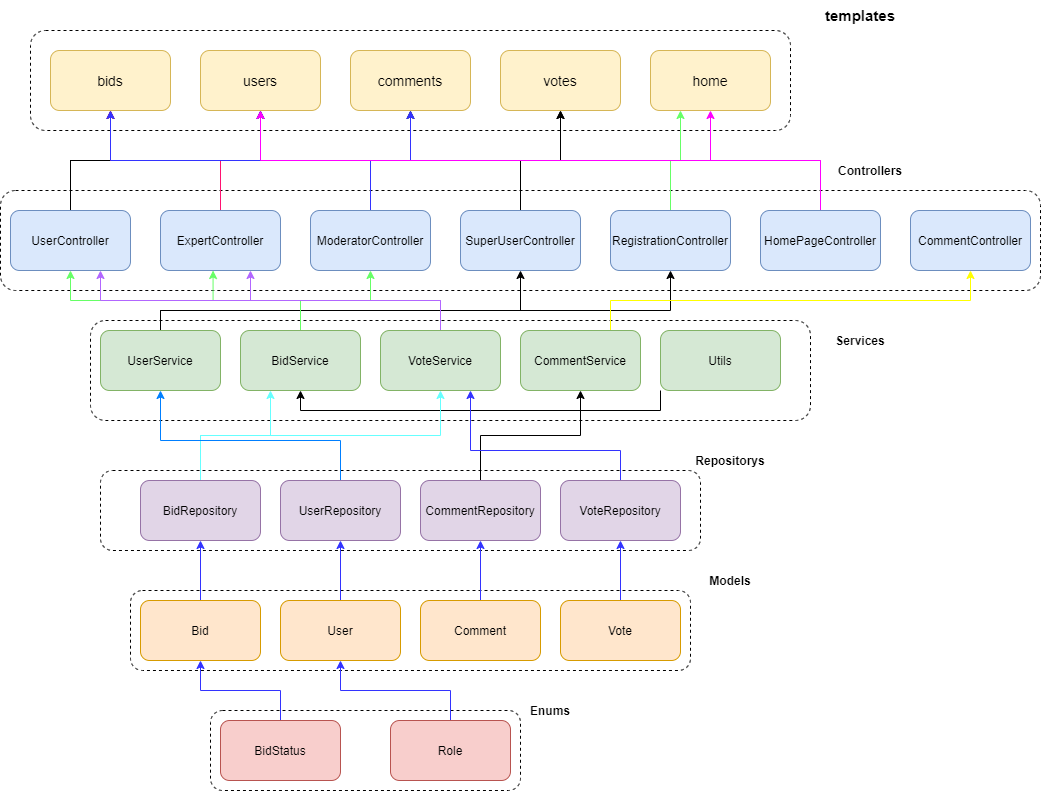 templates
bids
users
comments
votes
home
Controllers
UserController
ExpertController
ModeratorController
SuperUserController
RegistrationController
HomePageController
CommentController
Services
UserService
BidService
VoteService
CommentService
Utils
Repositorys
BidRepository
UserRepository
CommentRepository
VoteRepository
Models
Bid
User
Comment
Vote
Enums
BidStatus
Role